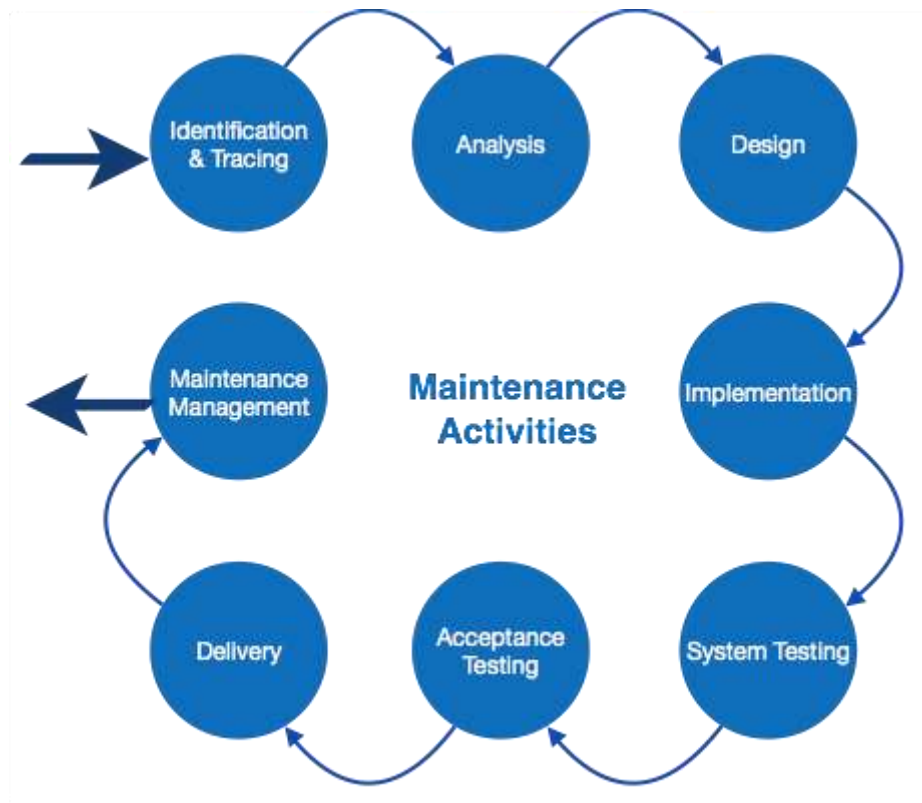 Identification
& Tracing
Analysis
Design
Maintenance
Management
Maintenance
Activities
Implementation
Delivery
Acceptance
Testing
System Testing